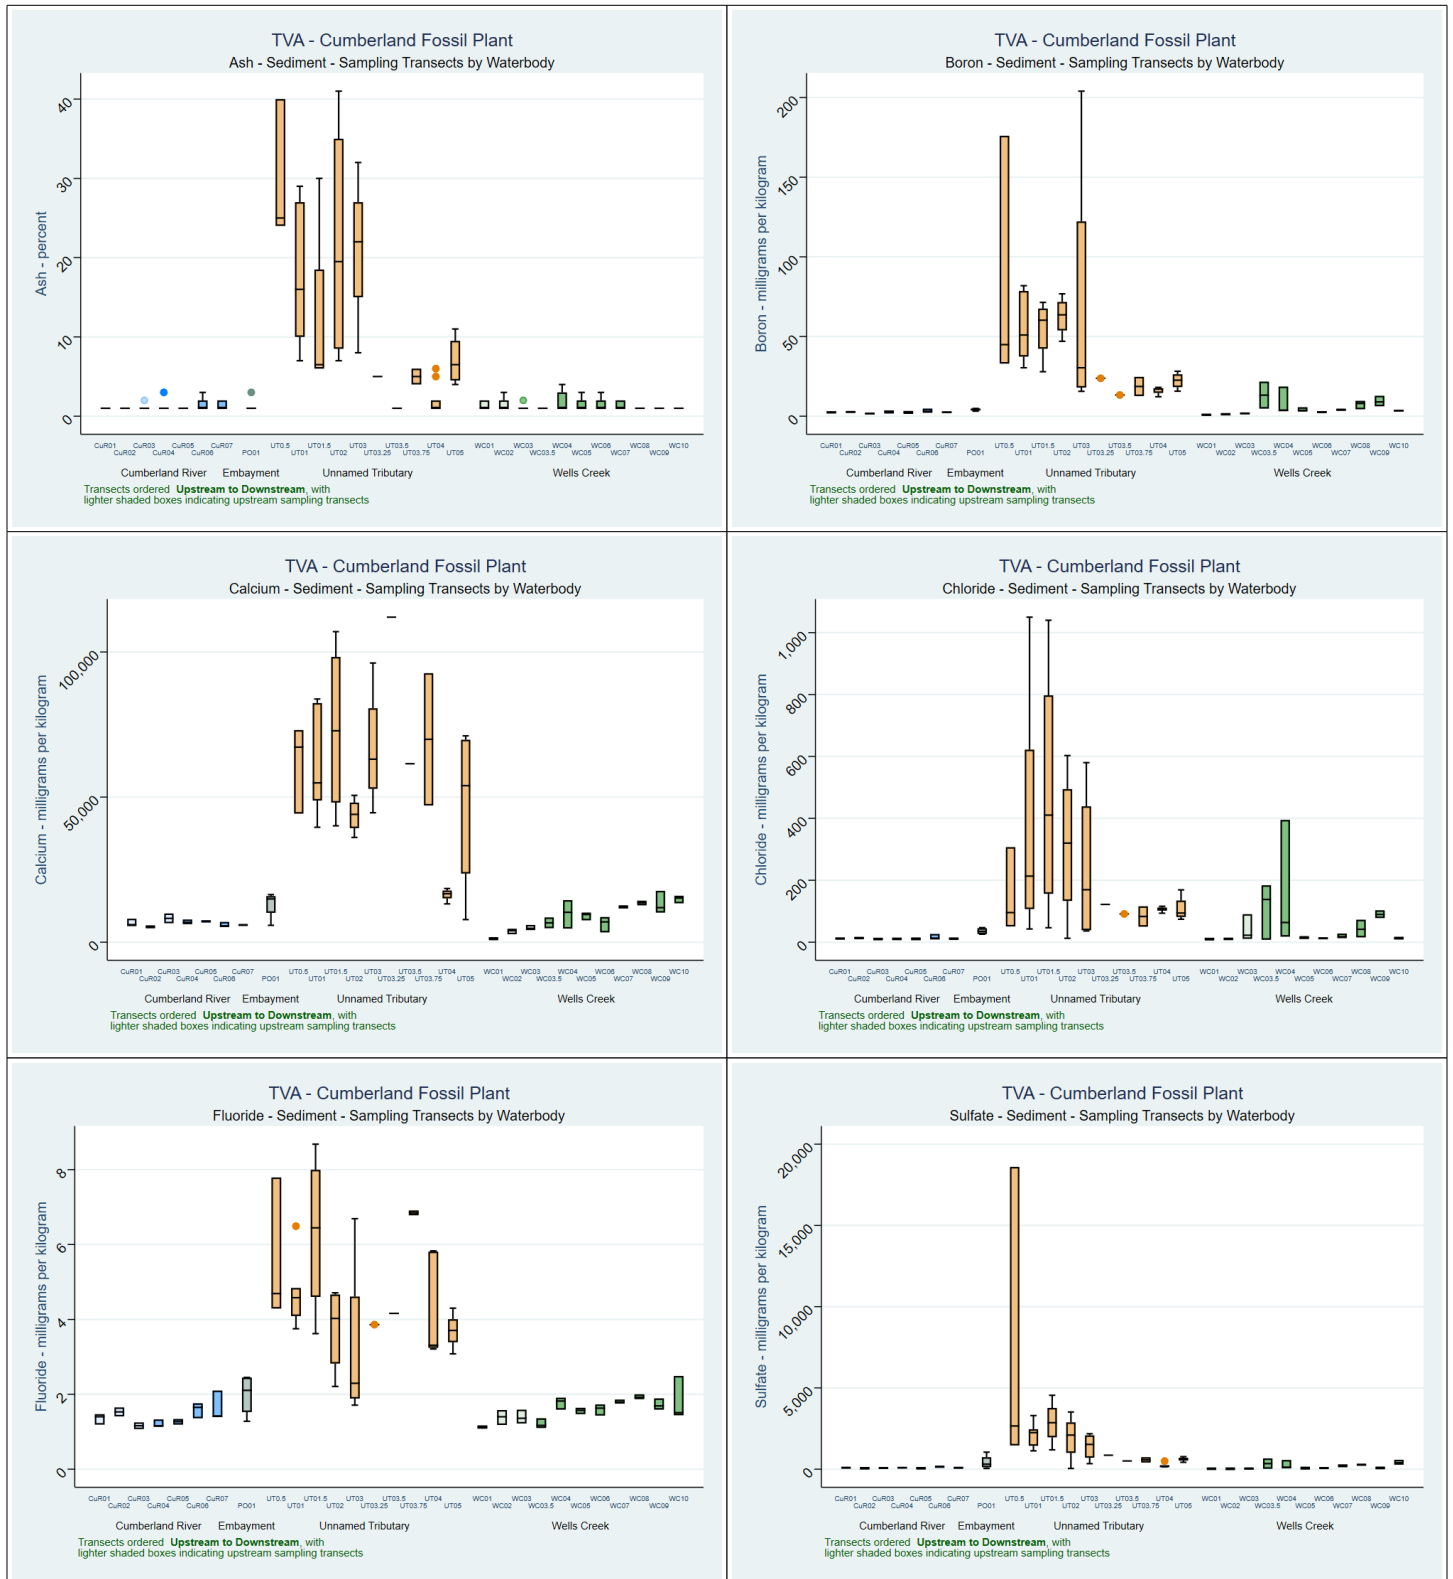 TVA - Cumberland Fossil Plant
Ash - Sediment - Sampling Transects by Waterbody
Ash - percent
40
30
20
10
0
CuR01 CuR03 CuR05 CuR07 UT0.5 UT01.5 UT03 UT03.5 UT04 WC01 WC03 WC04 WC06 WC08 WC10
CuR02 CuR04 CuR06 PO01 UT01 UT02 UT03.25 UT03.75 UT05 WC02 WC03.5 WC05 WC07 WC09
Cumberland River Embayment Unnamed Tributary Wells Creek
Transects ordered Upstream to Downstream, with
lighter shaded boxes indicating upstream sampling transects
TVA - Cumberland Fossil Plant
Boron - Sediment - Sampling Transects by Waterbody
Boron - milligrams per kilogram
200
150
100
50
0
CuR01 CuR03 CuR05 CuR07 UT0.5 UT01.5 UT03 UT03.5 UT04 WC01 WC03 WC04 WC06 WC08 WC10
CuR02 CuR04 CuR06 PO01 UT01 UT02 UT03.25 UT03.75 UT05 WC02 WC03.5 WC05 WC07 WC09
Cumberland River Embayment Unnamed Tributary Wells Creek
Transects ordered Upstream to Downstream, with
lighter shaded boxes indicating upstream sampling transects
TVA - Cumberland Fossil Plant
Calcium - Sediment - Sampling Transects by Waterbody
Calcium - milligrams per kilogram
100,000
50,000
0
CuR01 CuR03 CuR05 CuR07 UT0.5 UT01.5 UT03 UT03.5 UT04 WC01 WC03 WC04 WC06 WC08 WC10
CuR02 CuR04 CuR06 PO01 UT01 UT02 UT03.25 UT03.75 UT05 WC02 WC03.5 WC05 WC07 WC09
Cumberland River Embayment Unnamed Tributary Wells Creek
Transects ordered Upstream to Downstream, with
lighter shaded boxes indicating upstream sampling transects
TVA - Cumberland Fossil Plant
Chloride - Sediment - Sampling Transects by Waterbody
Chloride - milligrams per kilogram
1,000
800
600
400
200
0
CuR01 CuR03 CuR05 CuR07 UT0.5 UT01.5 UT03 UT03.5 UT04 WC01 WC03 WC04 WC06 WC08 WC10
CuR02 CuR04 CuR06 PO01 UT01 UT02 UT03.25 UT03.75 UT05 WC02 WC03.5 WC05 WC07 WC09
Cumberland River Embayment Unnamed Tributary Wells Creek
Transects ordered Upstream to Downstream, with
lighter shaded boxes indicating upstream sampling transects
TVA - Cumberland Fossil Plant
Fluoride - Sediment - Sampling Transects by Waterbody
Fluoride - milligrams per kilogram
8
6
4
2
0
CuR01 CuR03 CuR05 CuR07 UT0.5 UT01.5 UT03 UT03.5 UT04 WC01 WC03 WC04 WC06 WC08 WC10
CuR02 CuR04 CuR06 PO01 UT01 UT02 UT03.25 UT03.75 UT05 WC02 WC03.5 WC05 WC07 WC09
Cumberland River Embayment Unnamed Tributary Wells Creek
Transects ordered Upstream to Downstream, with
lighter shaded boxes indicating upstream sampling transects
TVA - Cumberland Fossil Plant
Sulfate - Sediment - Sampling Transects by Waterbody
Sulfate - milligrams per kilogram
20,000
15,000
10,000
5,000
0
CuR01 CuR03 CuR05 CuR07 UT0.5 UT01.5 UT03 UT03.5 UT04 WC01 WC03 WC04 WC06 WC08 WC10
CuR02 CuR04 CuR06 PO01 UT01 UT02 UT03.25 UT03.75 UT05 WC02 WC03.5 WC05 WC07 WC09
Cumberland River Embayment Unnamed Tributary Wells Creek
Transects ordered Upstream to Downstream, with
lighter shaded boxes indicating upstream sampling transects